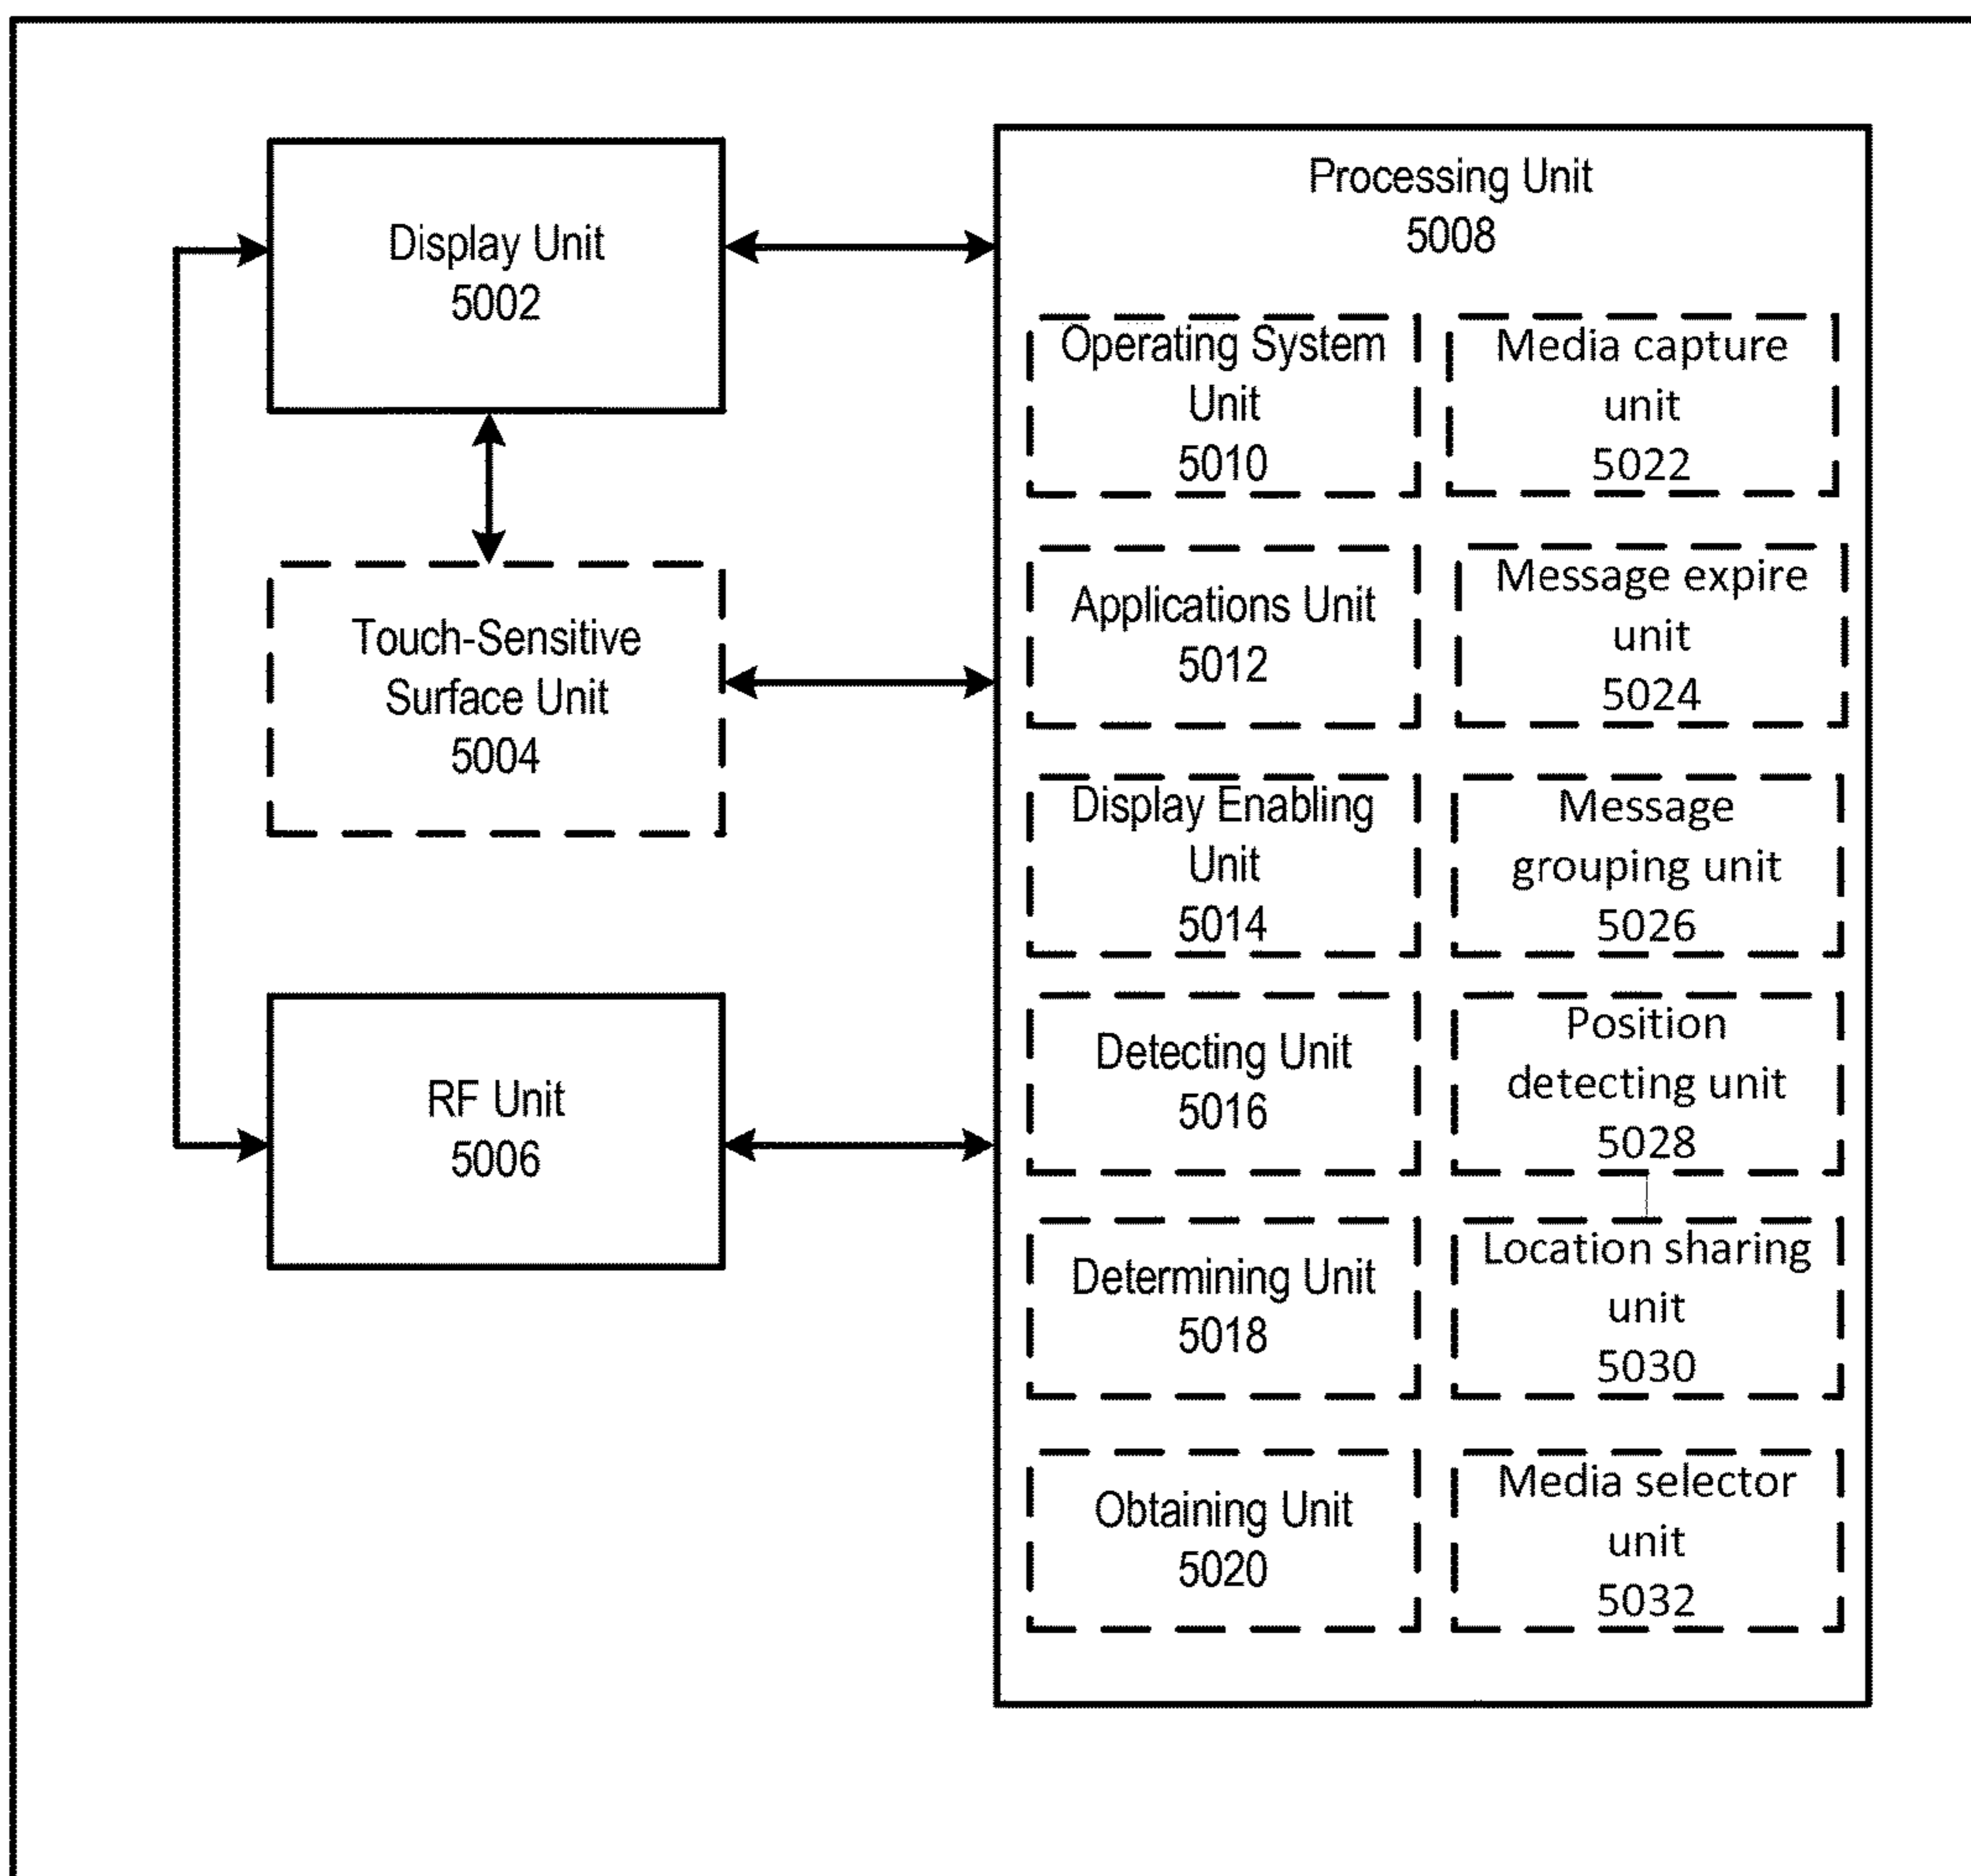 Display Unit
5002
Touch-Sensitive
Surface Unit
5004
RF Unit
5006
Processing Unit
5008
Operating System
Unit
5010
Applications Unit
5012
Display Enabling
Unit
5014
Detecting Unit
5016
Determining Unit
5018
Obtaining Unit
5020
Media capture
unit
5022
Message expire
unit
5024
Message
grouping unit
5026
Position
detecting unit
5028
Location sharing
unit
5030
Media selector
unit
5032